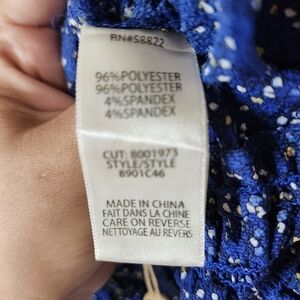 RN#58822
96%POLYESTER
96%POLYESTER
4%SPANDEX
4%SPANDEX
CUT: 8001973
STYLE/STYLE
8901C46
MADE IN CHINA
FAIT DANS LA CHINE
CARE ON REVERSE
NETTOYAGE AU REVERS